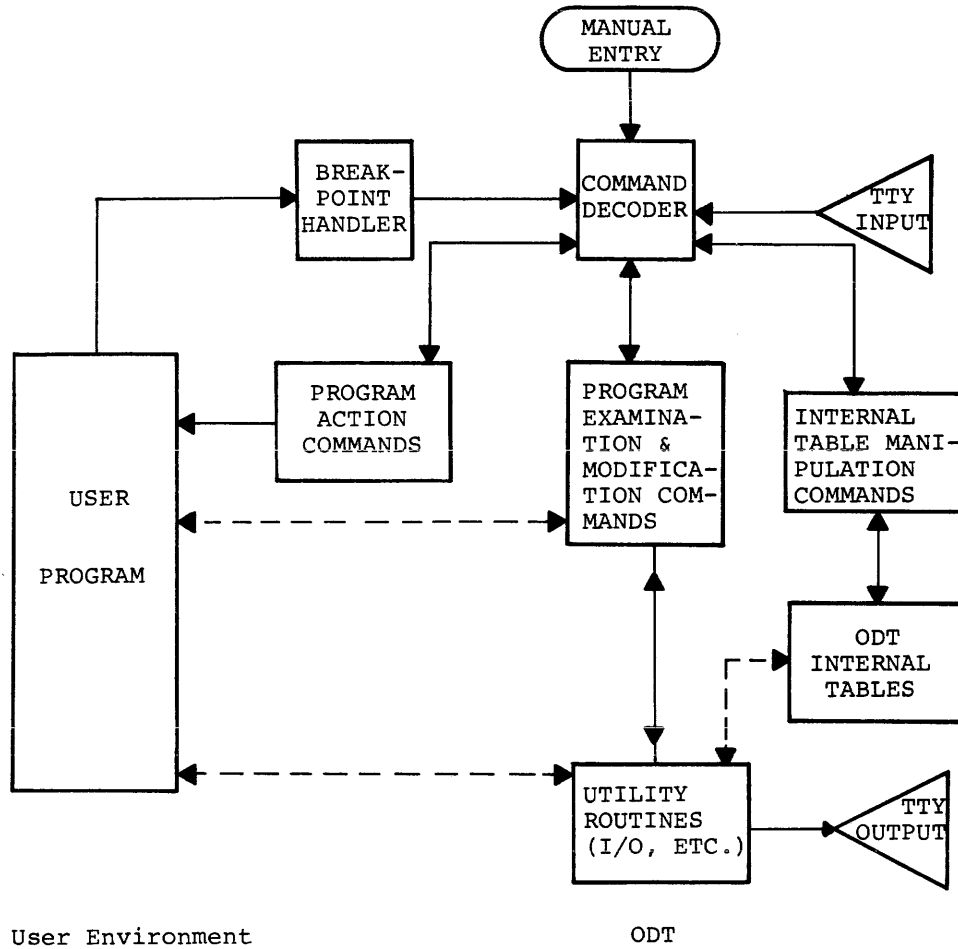 MANUAL
ENTRY
BREAK-
POINT
HANDLER
COMMAND
DECODER
TTY
INPUT
PROGRAM
ACTION
COMMANDS
PROGRAM
EXAMINA-
TION &
MODIFICA-
TION COM-
MANDS
INTERNAL
TABLE MANI-
PULATION
COMMANDS
USER
PROGRAM
ODT
INTERNAL
TABLES
UTILITY
ROUTINES
(I/O, ETC.)
TTY
OUTPUT
User Environment
ODT